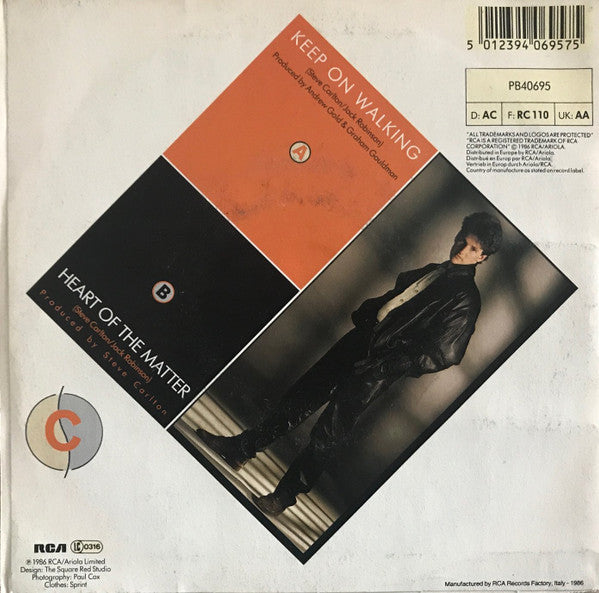 5 012394 069575
PB40695
D: AC F: RC 110 UK: AA
"ALL TRADEMARKS AND LOGOS ARE PROTECTED"
"RCA IS A REGISTERED TRADEMARK OF RCA
CORPORATION" © 1986 RCA/ARIOLA.
Distributed in Europe by RCA/Ariola.
Distribué en Europe par RCA/Ariola.
Vertrieb in Europa durch Ariola/RCA.
Country of manufacture as stated on record label.
KEEP ON WALKING
(Steve Carlton/Jack Robinson)
Produced by Andrew Gold & Graham Gouldman
A
B
HEART OF THE MATTER
(Steve Carlton/Jack Robinson)
Produced by Steve Carlton
C
RCA LC 0316
℗ 1986 RCA/Ariola Limited
Design: The Square Red Studio
Photography: Paul Cox
Clothes: Sprint
Manufactured by RCA Records Factory, Italy - 1986